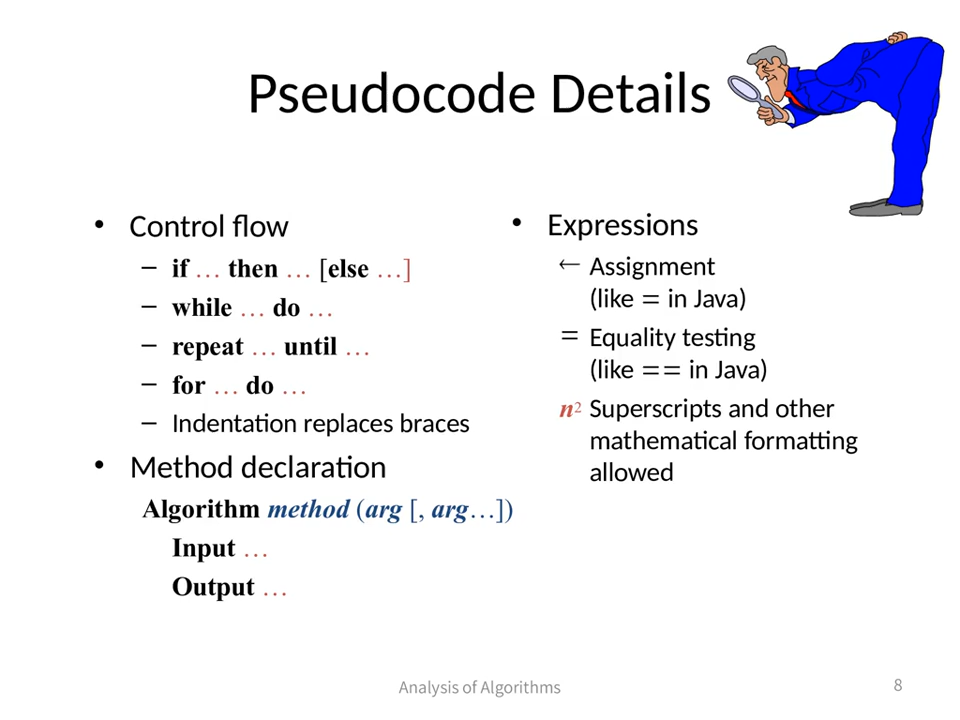 Pseudocode Details
• Control flow
– if … then … [else …]
– while … do …
– repeat … until …
– for … do …
– Indentation replaces braces
• Method declaration
Algorithm method (arg [, arg…])
Input …
Output …
• Expressions
← Assignment
(like = in Java)
= Equality testing
(like == in Java)
n² Superscripts and other
mathematical formatting
allowed
Analysis of Algorithms
8